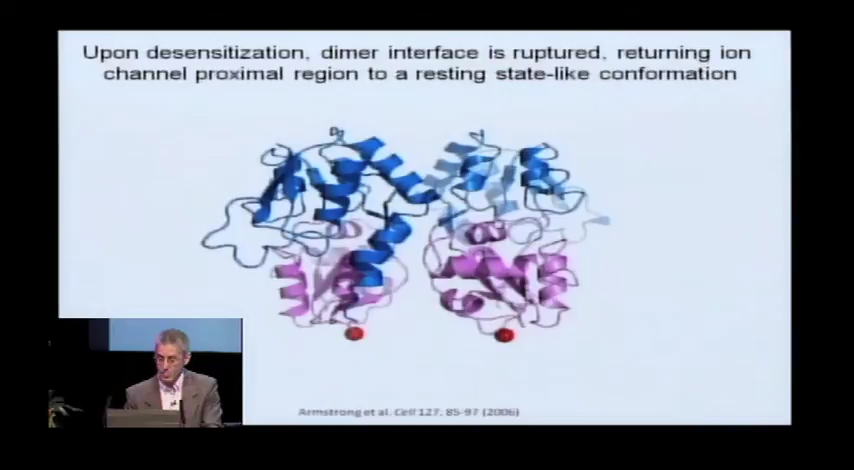 Upon desensitization, dimer interface is ruptured, returning ion
channel proximal region to a resting state-like conformation
Armstrong et al. Cell 127: 85-97 (2006)